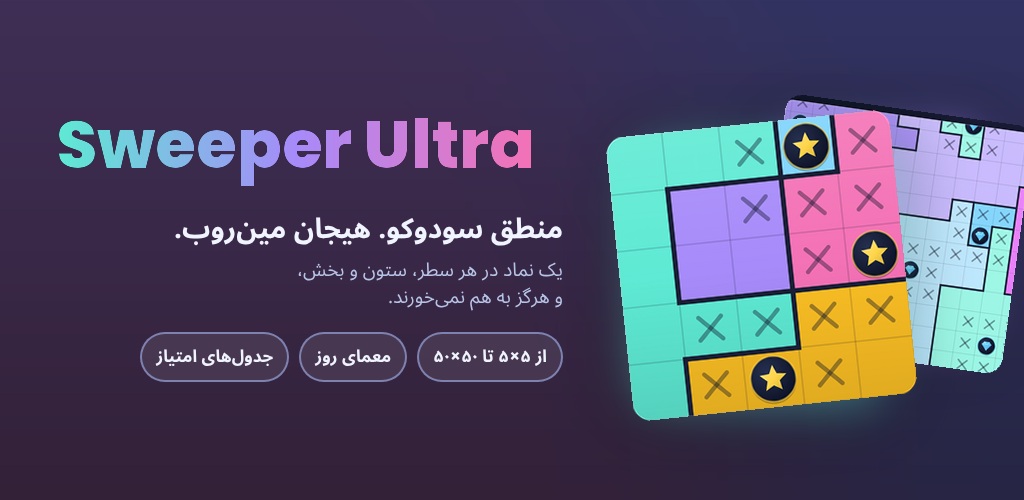 Sweeper Ultra
منطق سودوکو. هیجان مین‌روب.
یک نماد در هر سطر، ستون و بخش،
و هرگز به هم نمی‌خورند.
از ۵×۵ تا ۵۰×۵۰
معمای روز
جدول‌های امتیاز